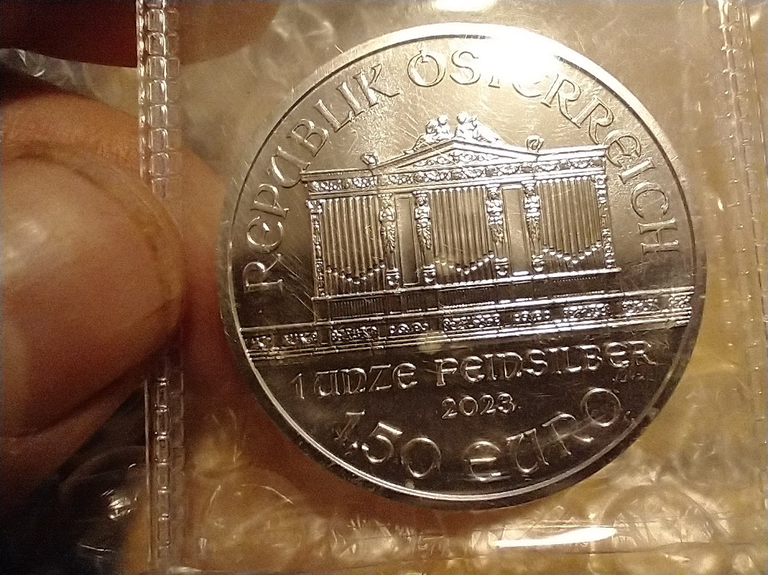 REPUBLIK ÖSTERREICH
1 UNZE FEINSILBER
2023
1,50 EURO